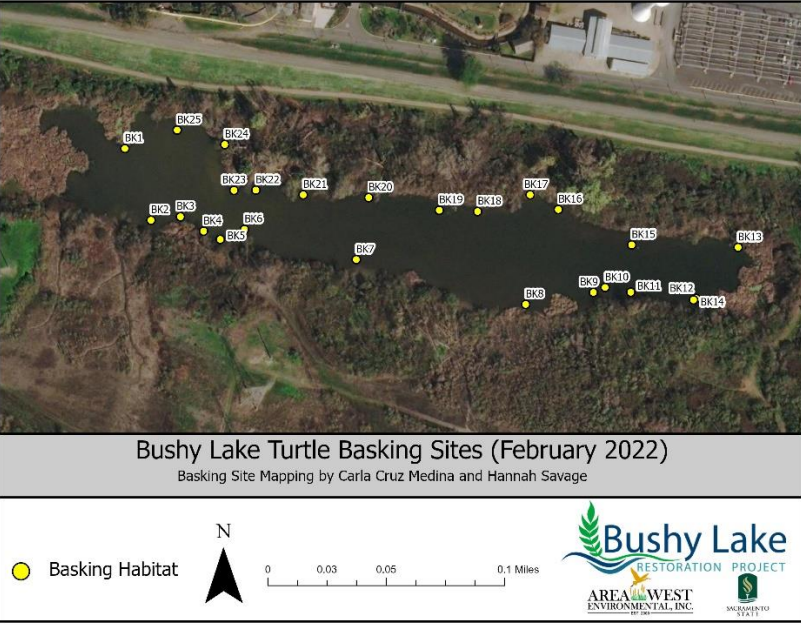 BK25
BK1
BK24
BK23
BK22
BK21
BK20
BK17
BK2
BK3
BK4
BK5
BK6
BK19
BK18
BK16
BK15
BK13
BK7
BK8
BK9
BK10
BK11
BK12
BK14
Bushy Lake Turtle Basking Sites (February 2022)
Basking Site Mapping by Carla Cruz Medina and Hannah Savage
Basking Habitat
N
0 0.03 0.05 0.1 Miles
Bushy Lake
RESTORATION PROJECT
AREA WEST
ENVIRONMENTAL, INC.
SACRAMENTO
STATE